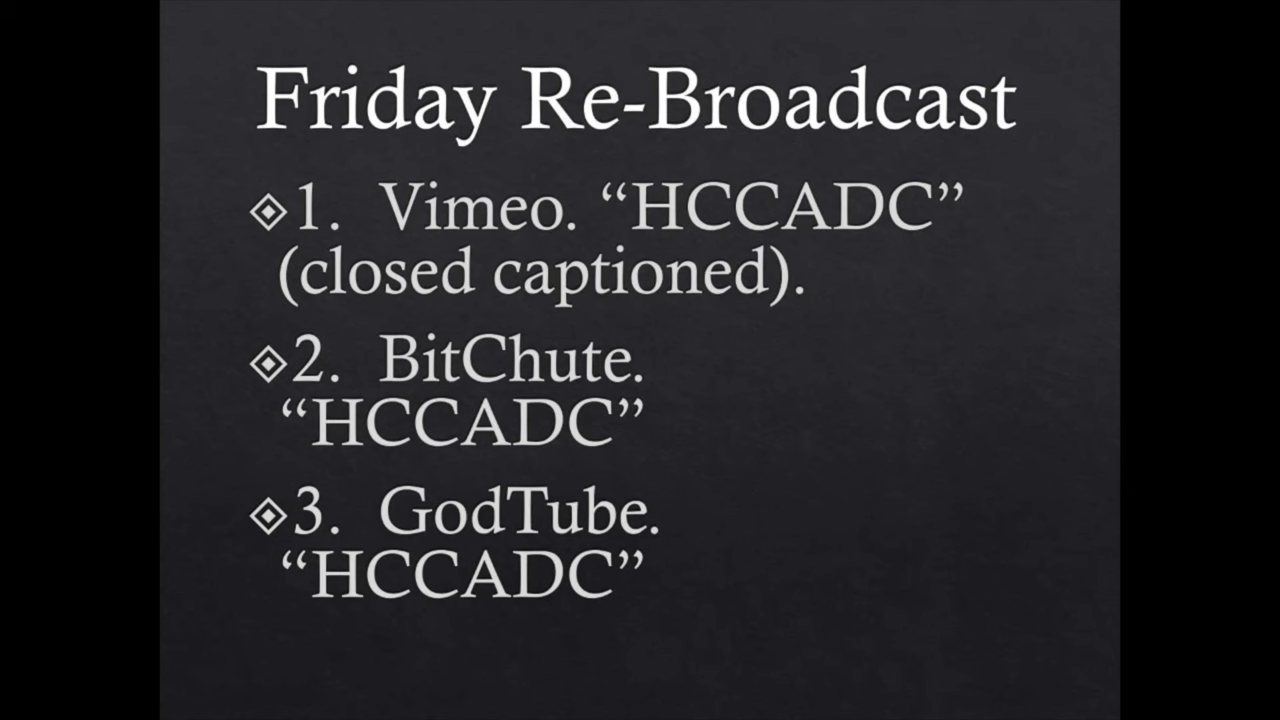 Friday Re-Broadcast
1. Vimeo. “HCCADC”
(closed captioned).
2. BitChute.
“HCCADC”
3. GodTube.
“HCCADC”